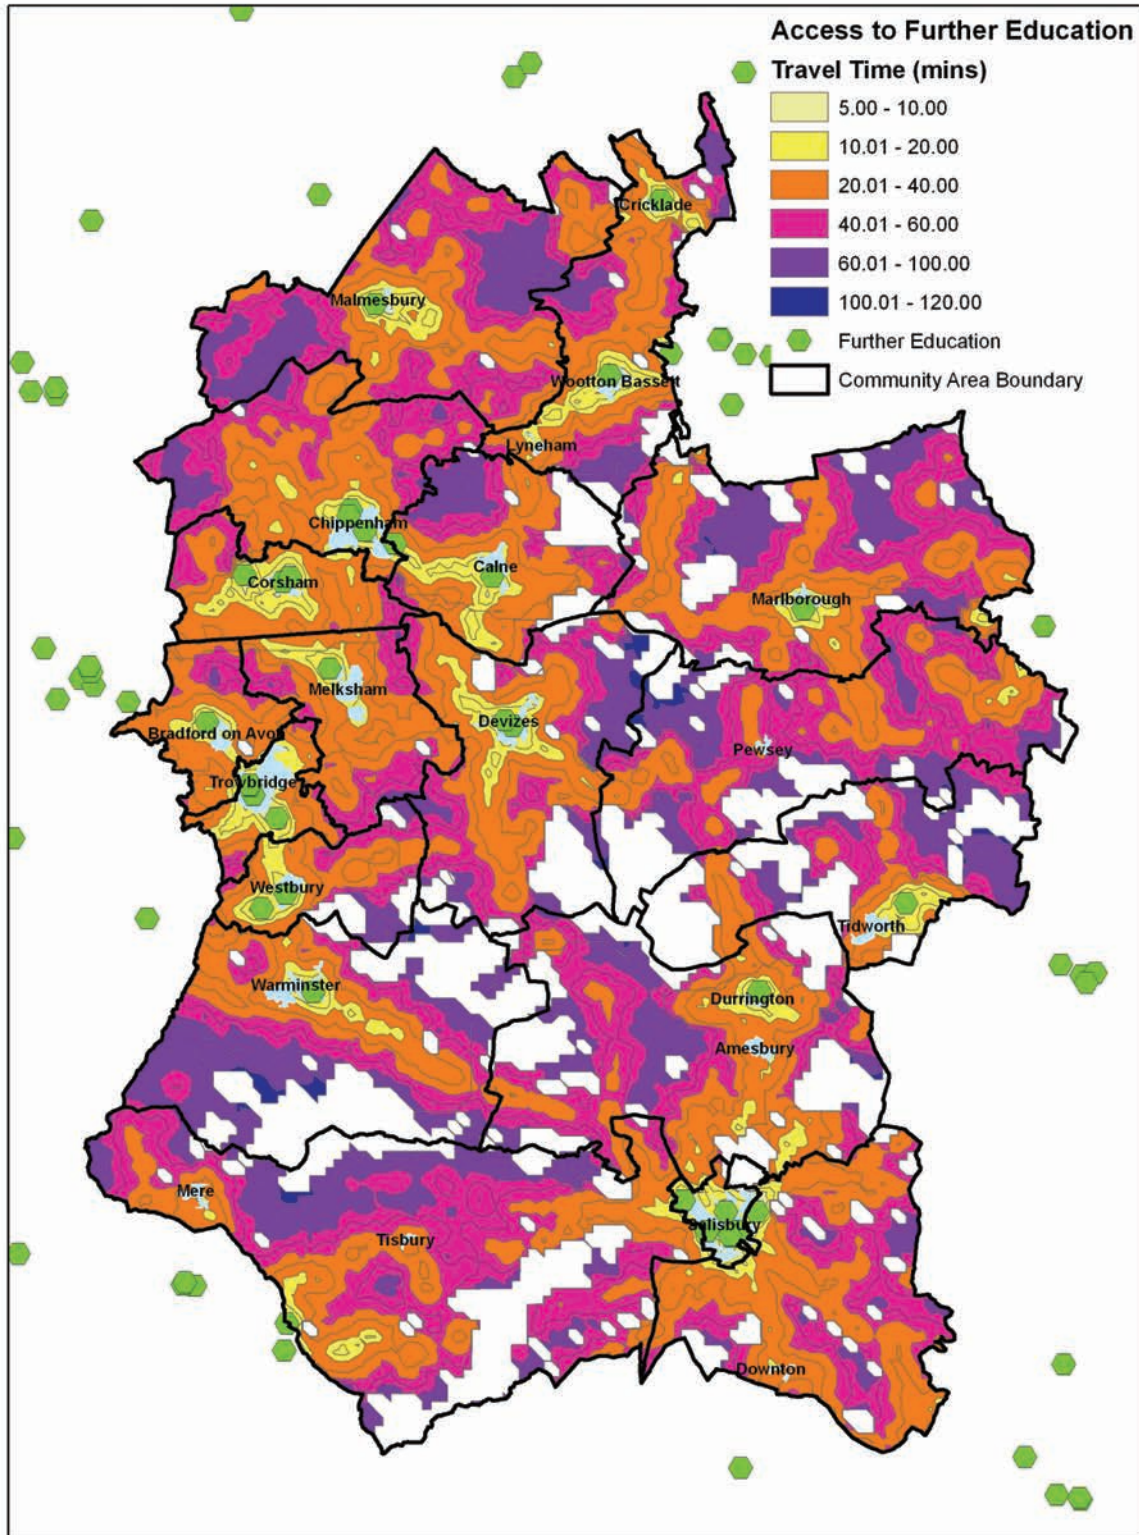 Access to Further Education
Travel Time (mins)
5.00 - 10.00
10.01 - 20.00
20.01 - 40.00
40.01 - 60.00
60.01 - 100.00
100.01 - 120.00
Further Education
Community Area Boundary
Cricklade
Malmesbury
Wootton Bassett
Lyneham
Chippenham
Calne
Corsham
Marlborough
Melksham
Devizes
Bradford on Avon
Pewsey
Trowbridge
Westbury
Tidworth
Warminster
Durrington
Amesbury
Mere
Salisbury
Tisbury
Downton